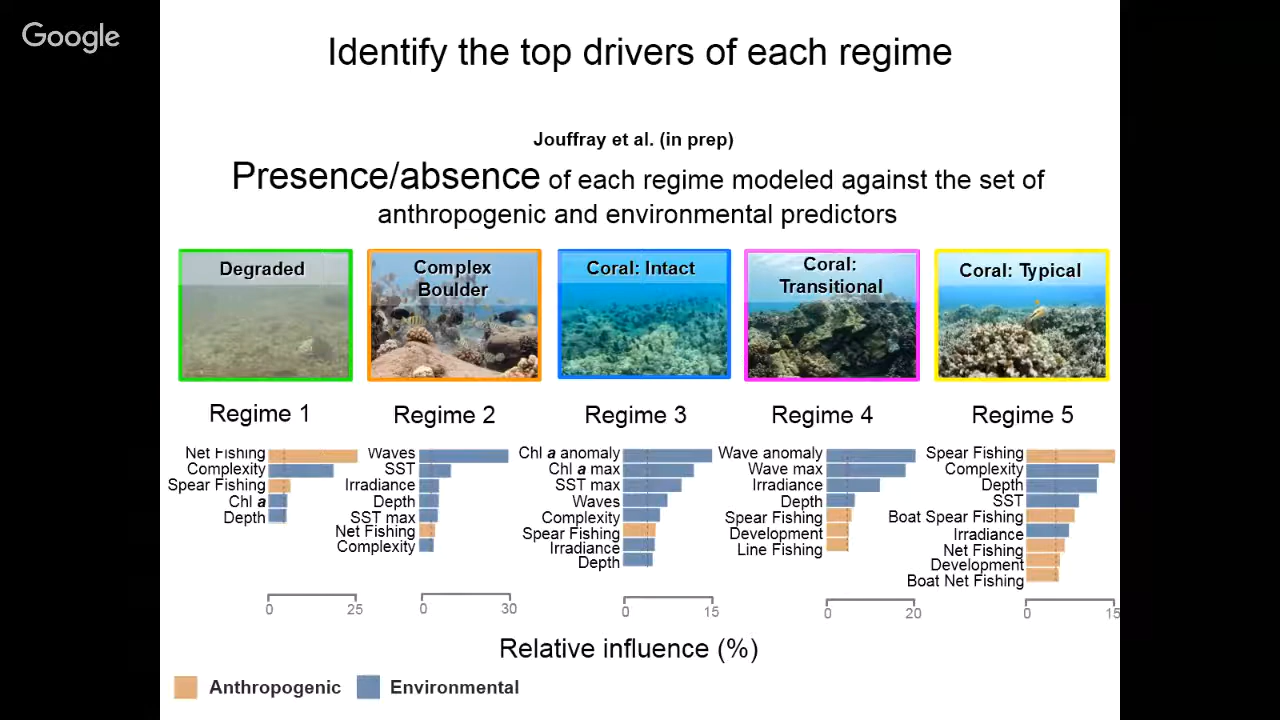 Google
Identify the top drivers of each regime
Jouffray et al. (in prep)
Presence/absence of each regime modeled against the set of
anthropogenic and environmental predictors
Degraded
Complex
Boulder
Coral: Intact
Coral:
Transitional
Coral: Typical
Regime 1
Regime 2
Regime 3
Regime 4
Regime 5
Net Fishing
Complexity
Spear Fishing
Chl a
Depth
0 25
Waves
SST
Irradiance
Depth
SST max
Net Fishing
Complexity
0 30
Chl a anomaly
Chl a max
SST max
Waves
Complexity
Spear Fishing
Irradiance
Depth
0 15
Wave anomaly
Wave max
Irradiance
Depth
Spear Fishing
Development
Line Fishing
0 20
Spear Fishing
Complexity
Depth
SST
Boat Spear Fishing
Irradiance
Net Fishing
Development
Boat Net Fishing
0 15
Relative influence (%)
Anthropogenic
Environmental